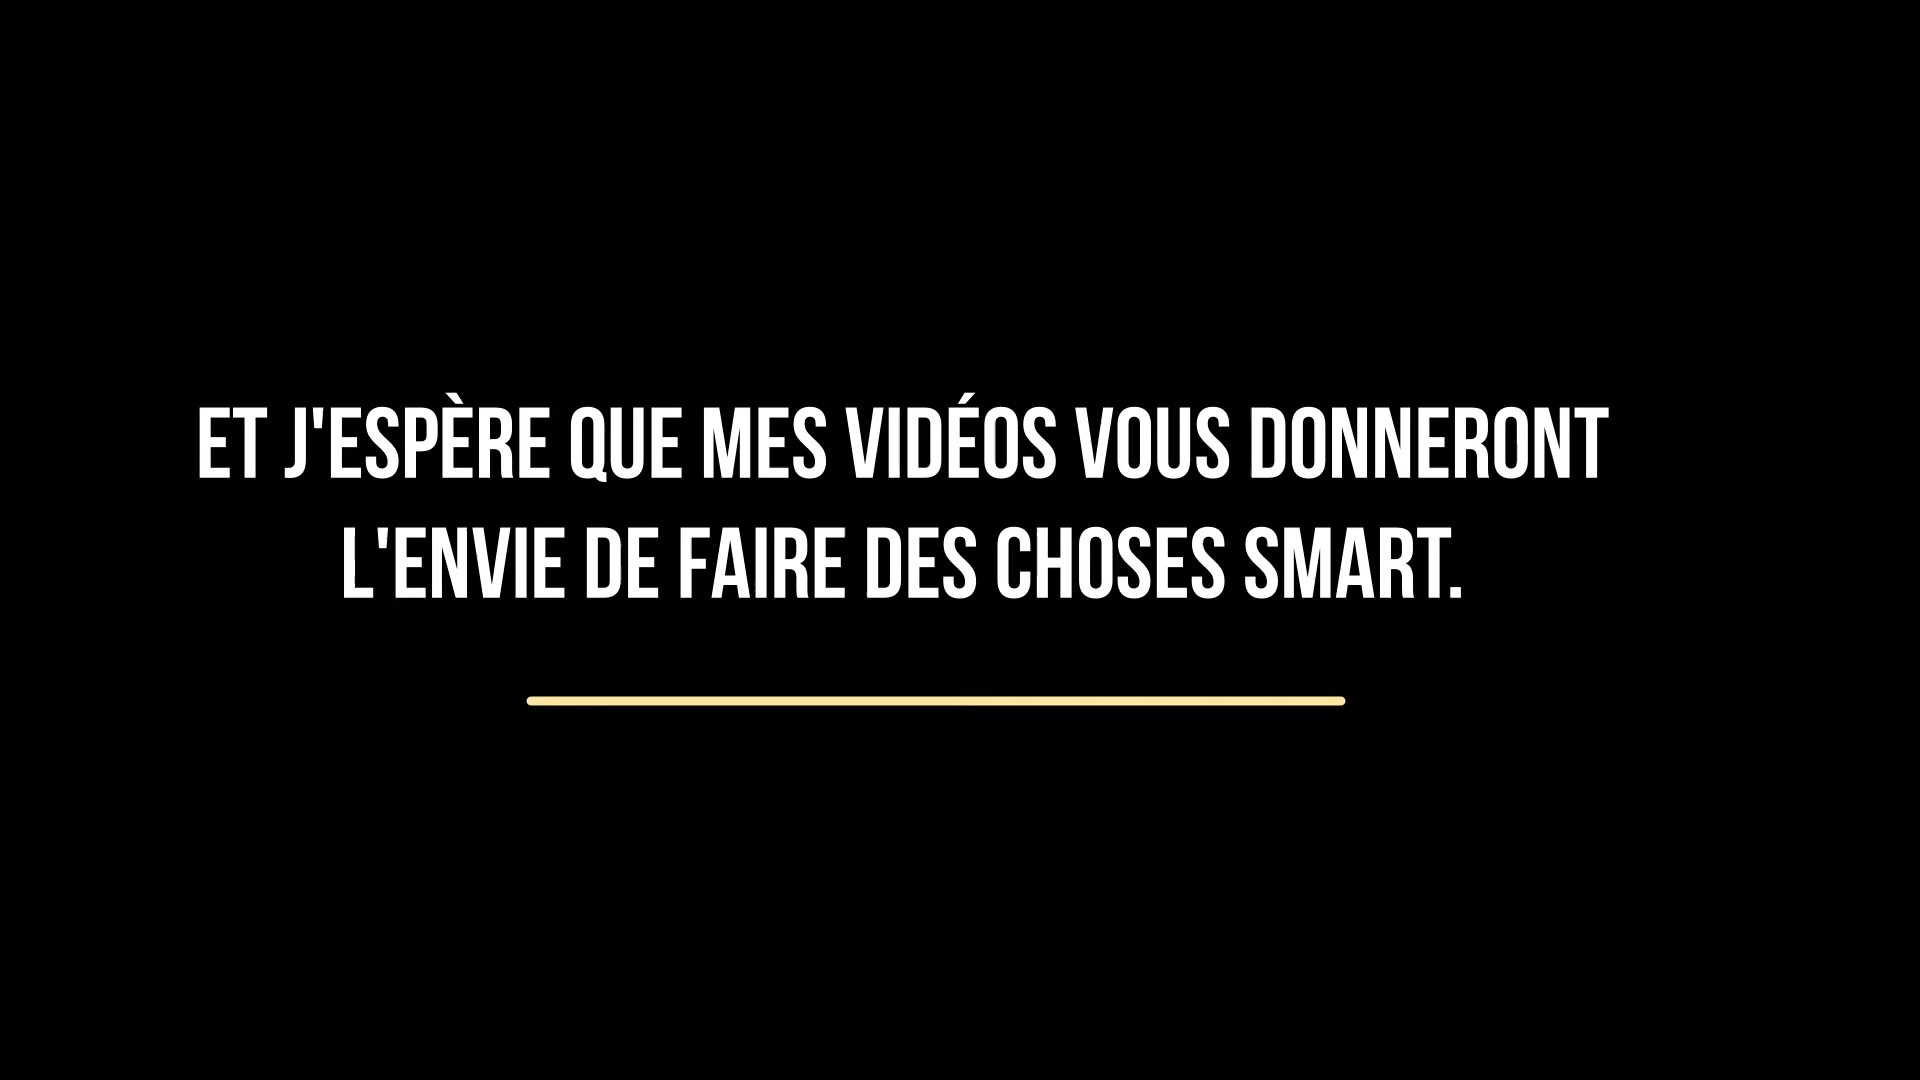 ET J'ESPÈRE QUE MES VIDÉOS VOUS DONNERONT
L'ENVIE DE FAIRE DES CHOSES SMART.